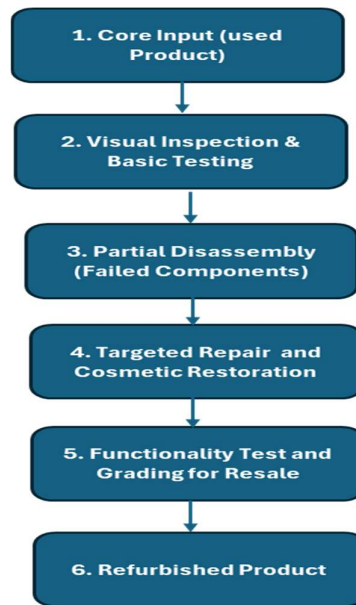 1. Core Input (used
Product)
2. Visual Inspection &
Basic Testing
3. Partial Disassembly
(Failed Components)
4. Targeted Repair and
Cosmetic Restoration
5. Functionality Test and
Grading for Resale
6. Refurbished Product